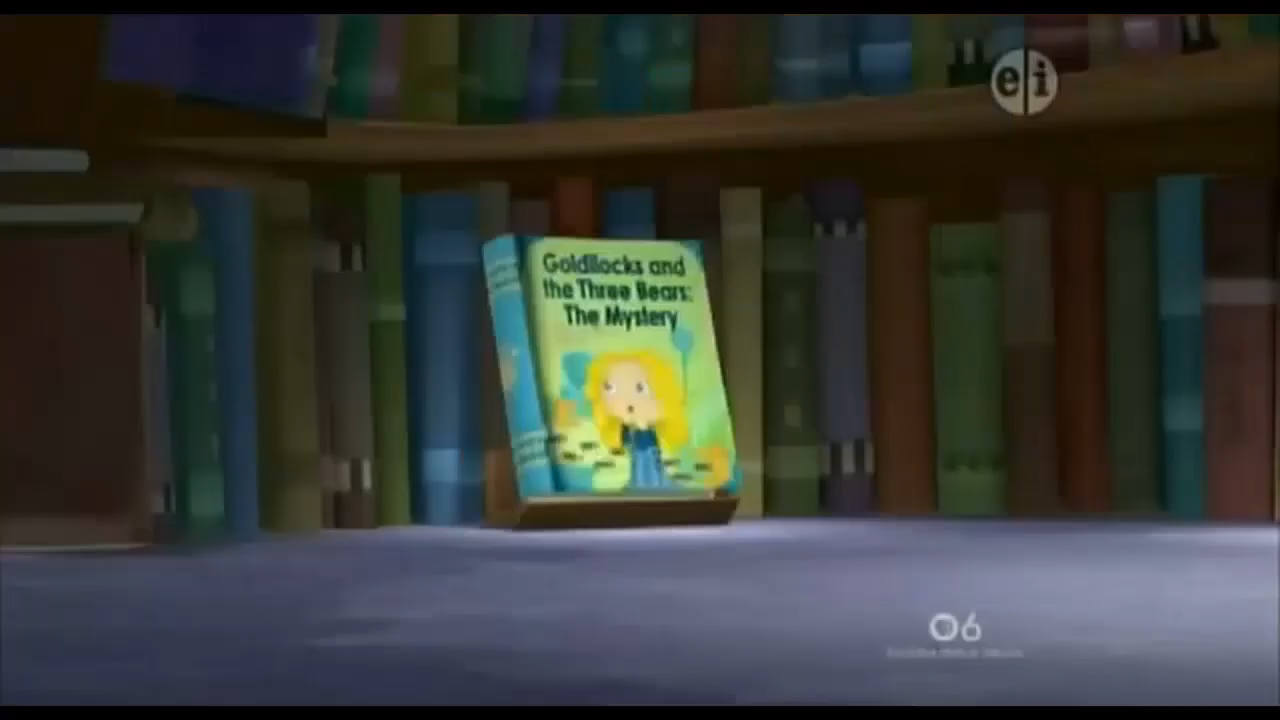 ei
Goldilocks and
the Three Bears:
The Mystery
06